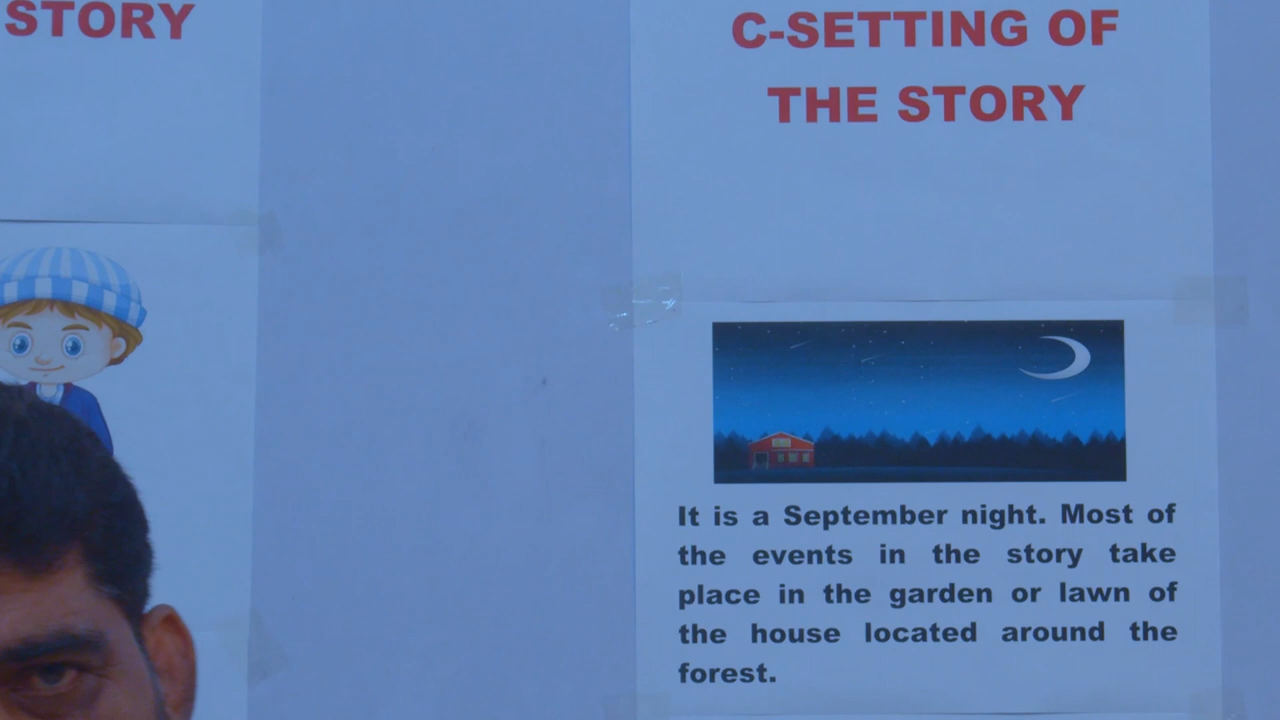 STORY
C-SETTING OF
THE STORY
It is a September night. Most of
the events in the story take
place in the garden or lawn of
the house located around the
forest.